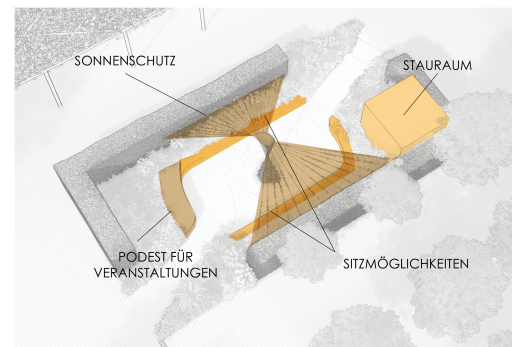 SONNENSCHUTZ
STAURAUM
PODEST FÜR
VERANSTALTUNGEN
SITZMÖGLICHKEITEN